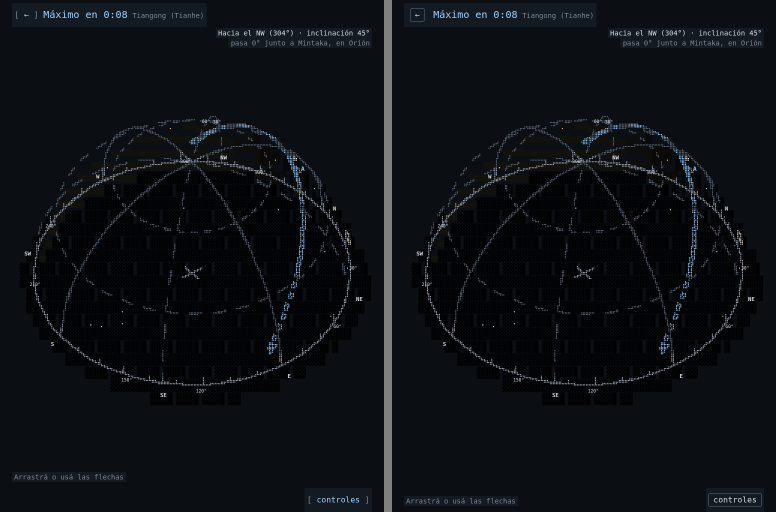 [ ← ] Máximo en 0:08 Tiangong (Tianhe)
Hacia el NW (304°) · inclinación 45°
pasa 0° junto a Mintaka, en Orión
NW
W
A
N
SW
NE
S
E
SE
120°
Arrastrá o usá las flechas
[ controles ]
← Máximo en 0:08 Tiangong (Tianhe)
Hacia el NW (304°) · inclinación 45°
pasa 0° junto a Mintaka, en Orión
NW
W
A
N
SW
NE
S
E
SE
120°
Arrastrá o usá las flechas
controles